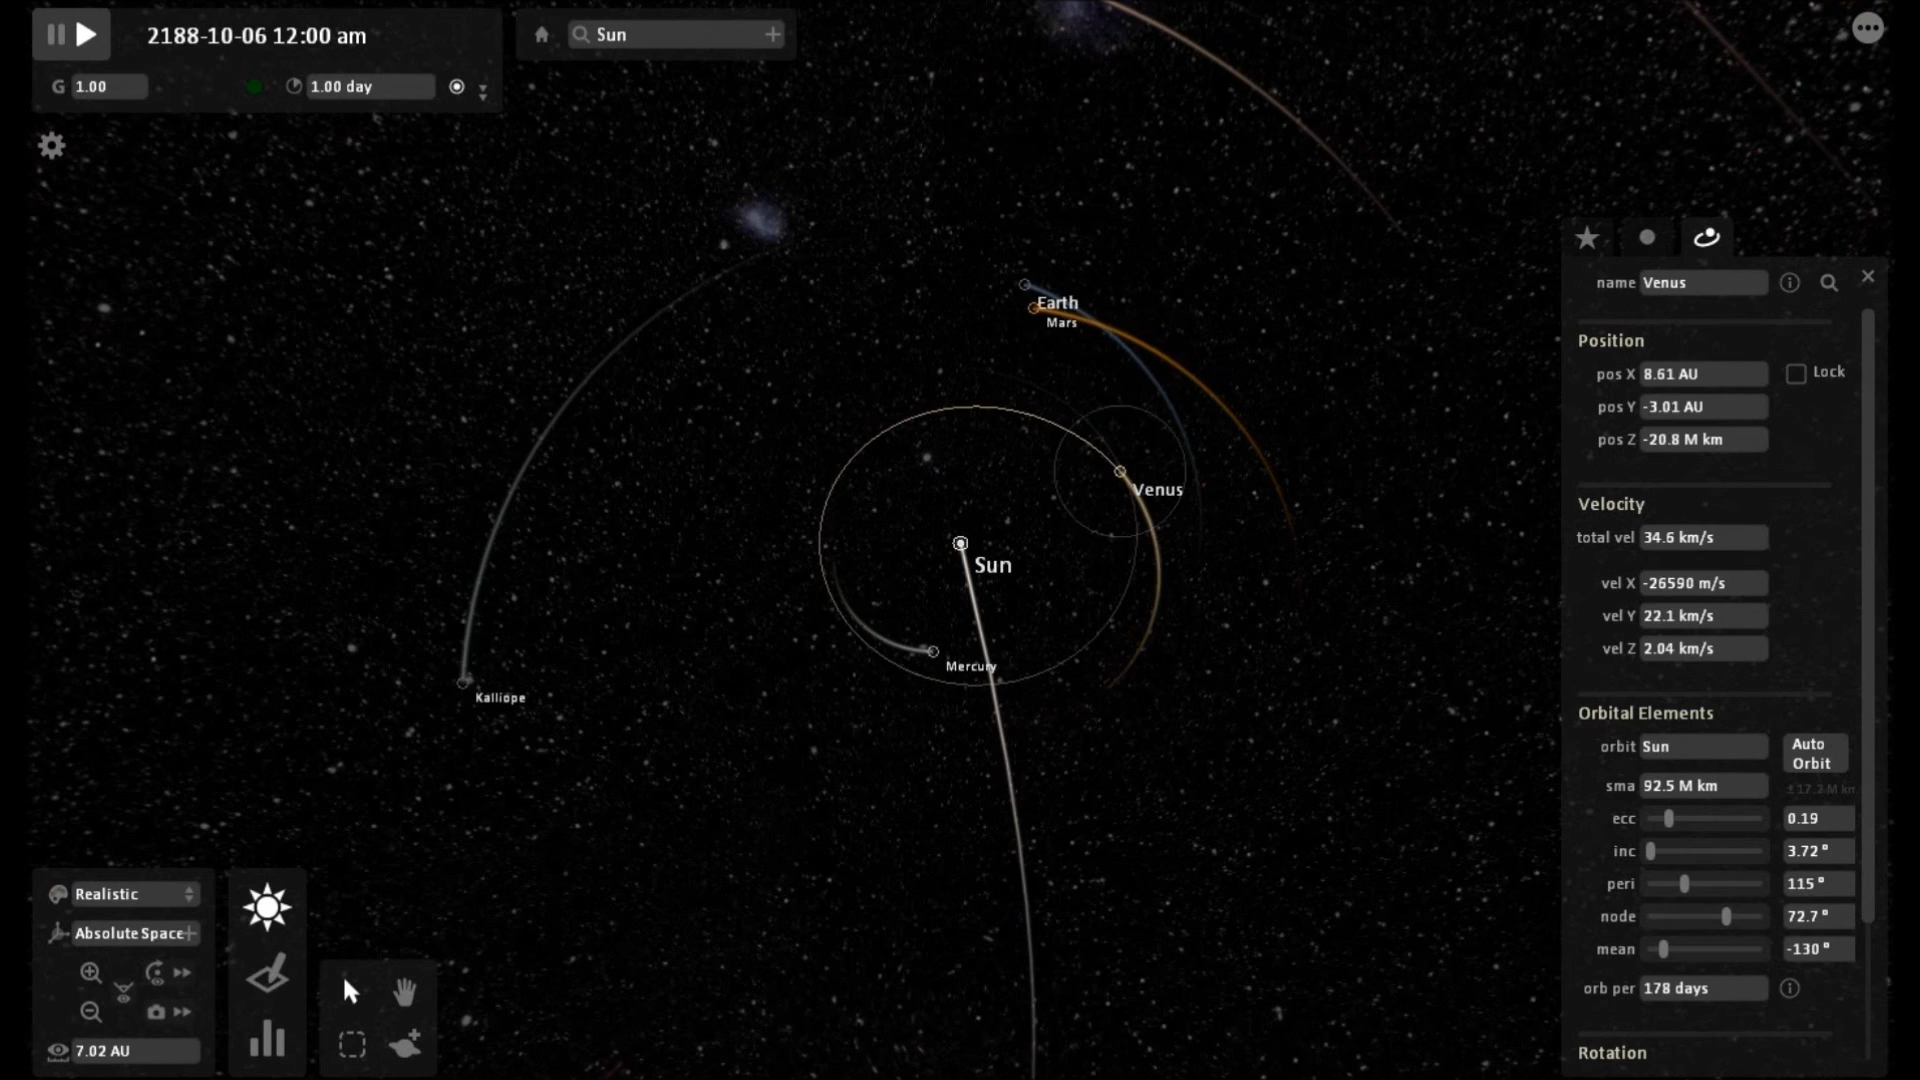 2188-10-06 12:00 am
Sun
G 1.00
1.00 day
Earth
Mars
Venus
Sun
Mercury
Kalliope
name Venus
Position
pos X 8.61 AU
Lock
pos Y -3.01 AU
pos Z -20.8 M km
Velocity
total vel 34.6 km/s
vel X -26590 m/s
vel Y 22.1 km/s
vel Z 2.04 km/s
Orbital Elements
orbit Sun
Auto
Orbit
sma 92.5 M km
±17.2 M km
ecc 0.19
inc 3.72°
peri 115°
node 72.7°
mean -130°
orb per 178 days
Rotation
Realistic
Absolute Space
7.02 AU